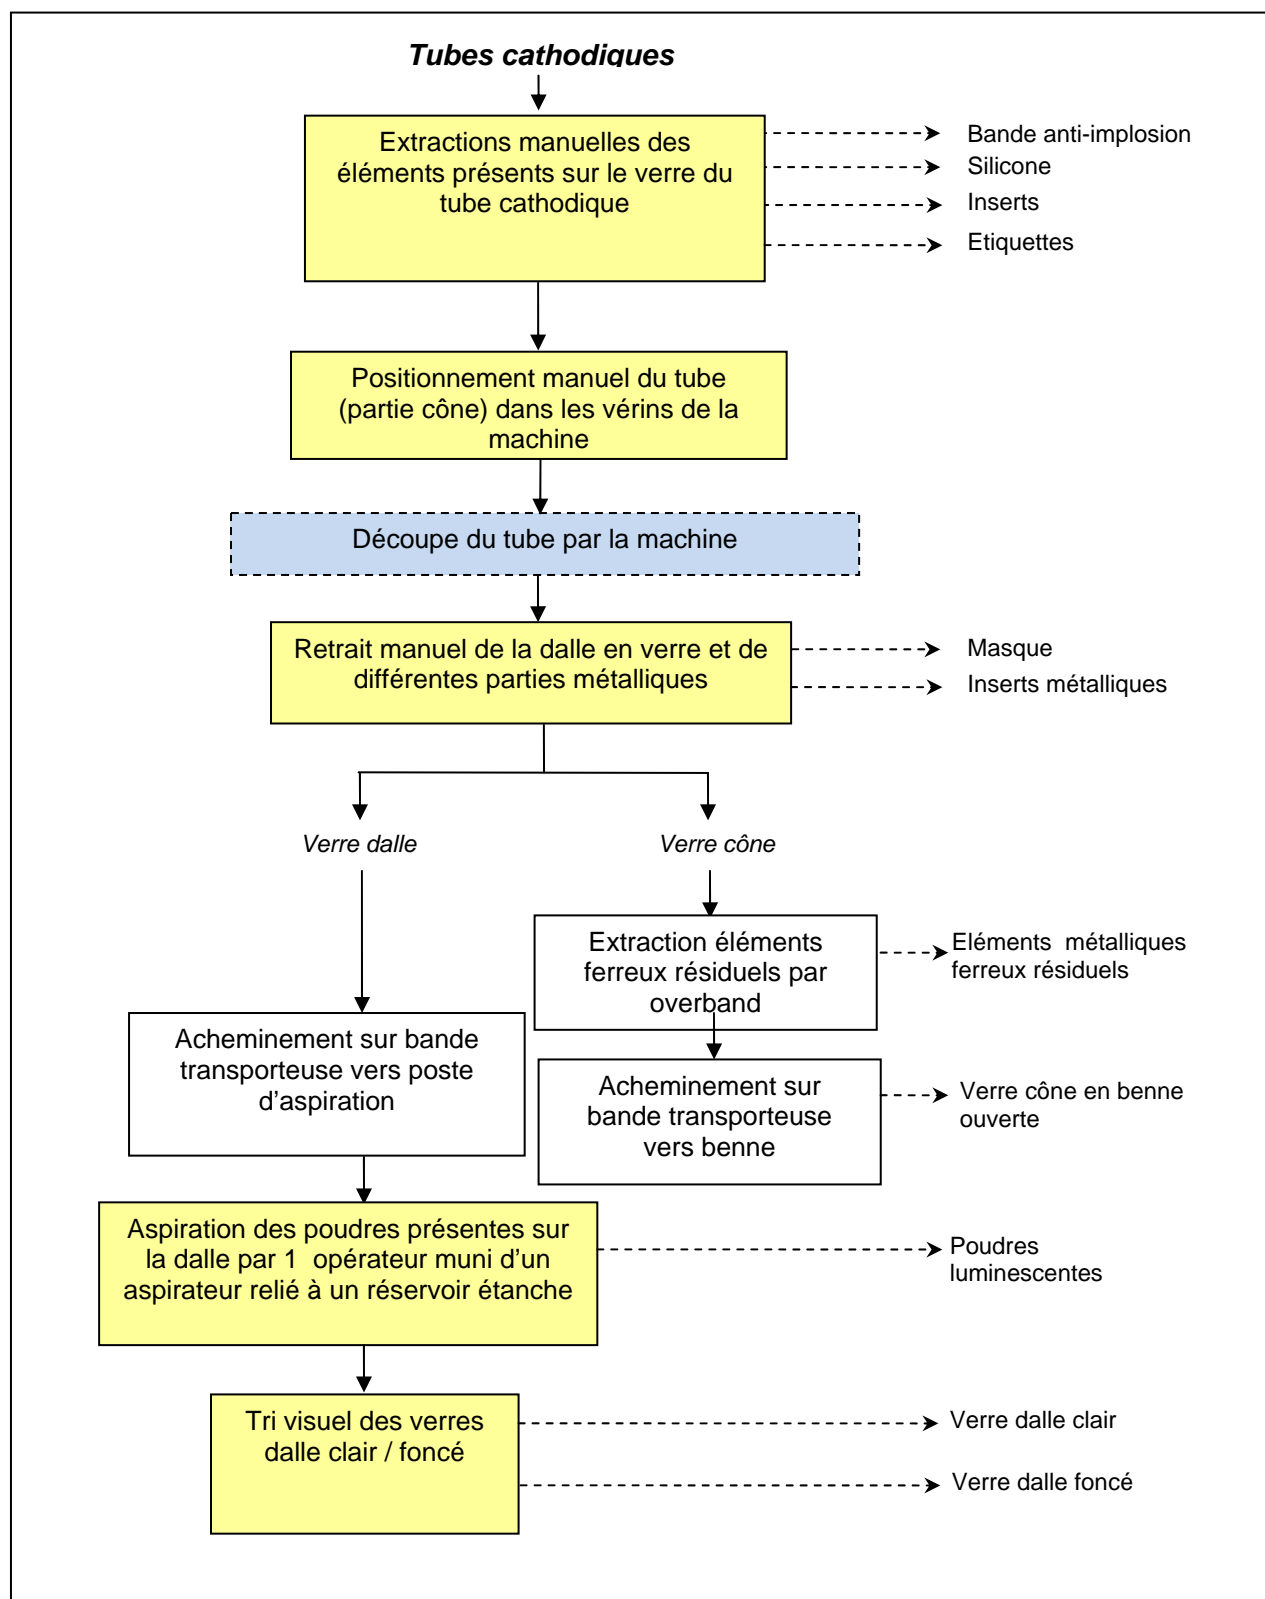 Tubes cathodiques
Extractions manuelles des
éléments présents sur le verre du
tube cathodique
Bande anti-implosion
Silicone
Inserts
Etiquettes
Positionnement manuel du tube
(partie cône) dans les vérins de la
machine
Découpe du tube par la machine
Retrait manuel de la dalle en verre et de
différentes parties métalliques
Masque
Inserts métalliques
Verre dalle
Verre cône
Extraction éléments
ferreux résiduels par
overband
Eléments métalliques
ferreux résiduels
Acheminement sur bande
transporteuse vers poste
d’aspiration
Acheminement sur
bande transporteuse
vers benne
Verre cône en benne
ouverte
Aspiration des poudres présentes sur
la dalle par 1 opérateur muni d’un
aspirateur relié à un réservoir étanche
Poudres
luminescentes
Tri visuel des verres
dalle clair / foncé
Verre dalle clair
Verre dalle foncé